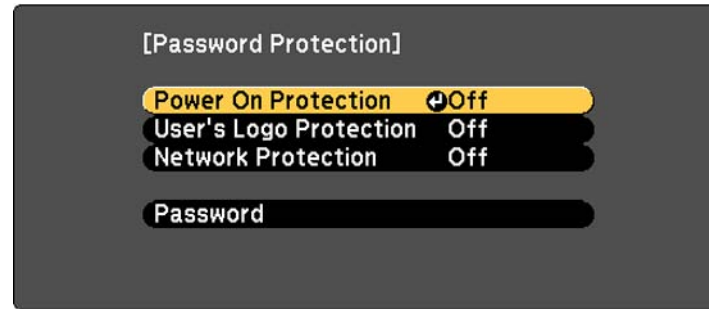 [Password Protection]
Power On Protection Off
User's Logo Protection Off
Network Protection Off
Password